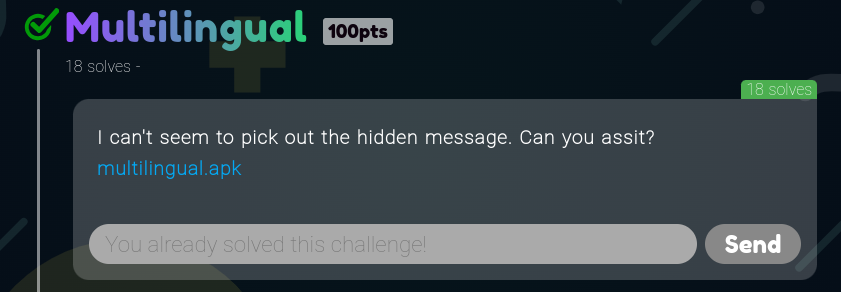 Multilingual 100pts
18 solves -
18 solves
I can't seem to pick out the hidden message. Can you assit?
multilingual.apk
You already solved this challenge! Send